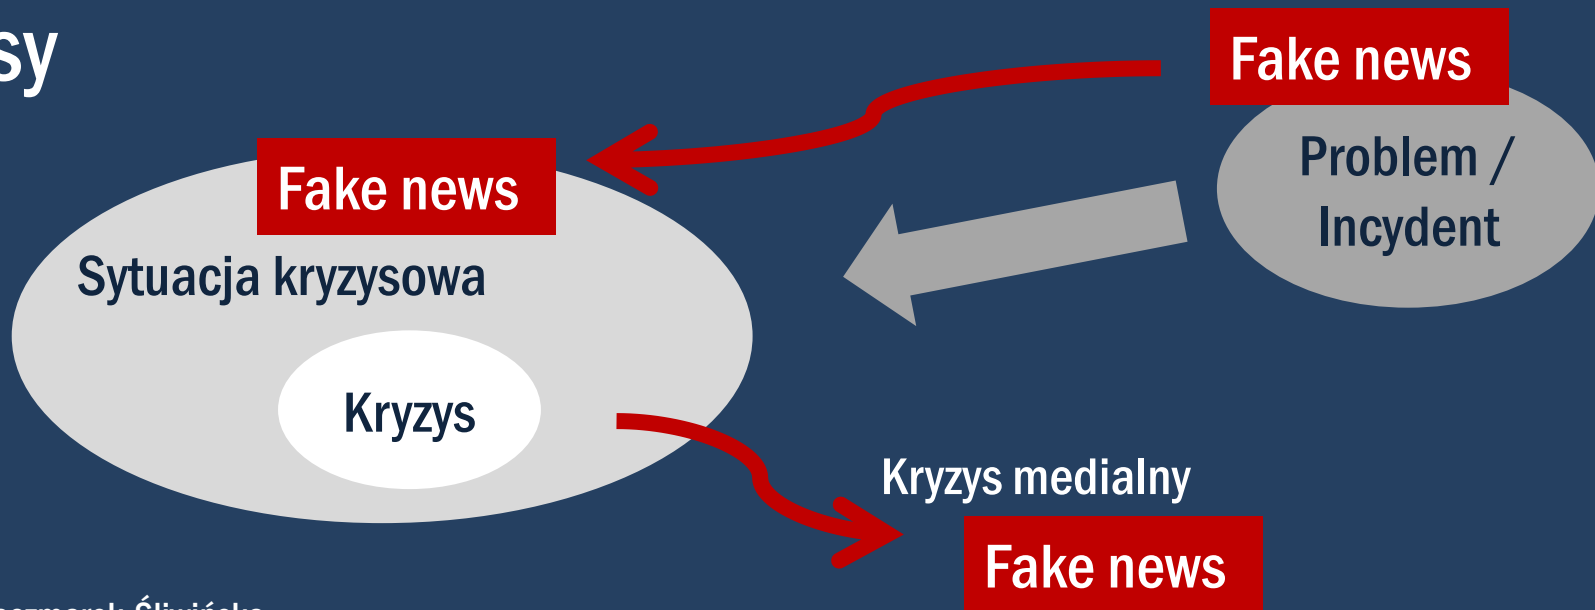 sy
Fake news
Problem /
Incydent
Fake news
Sytuacja kryzysowa
Kryzys
Kryzys medialny
Fake news